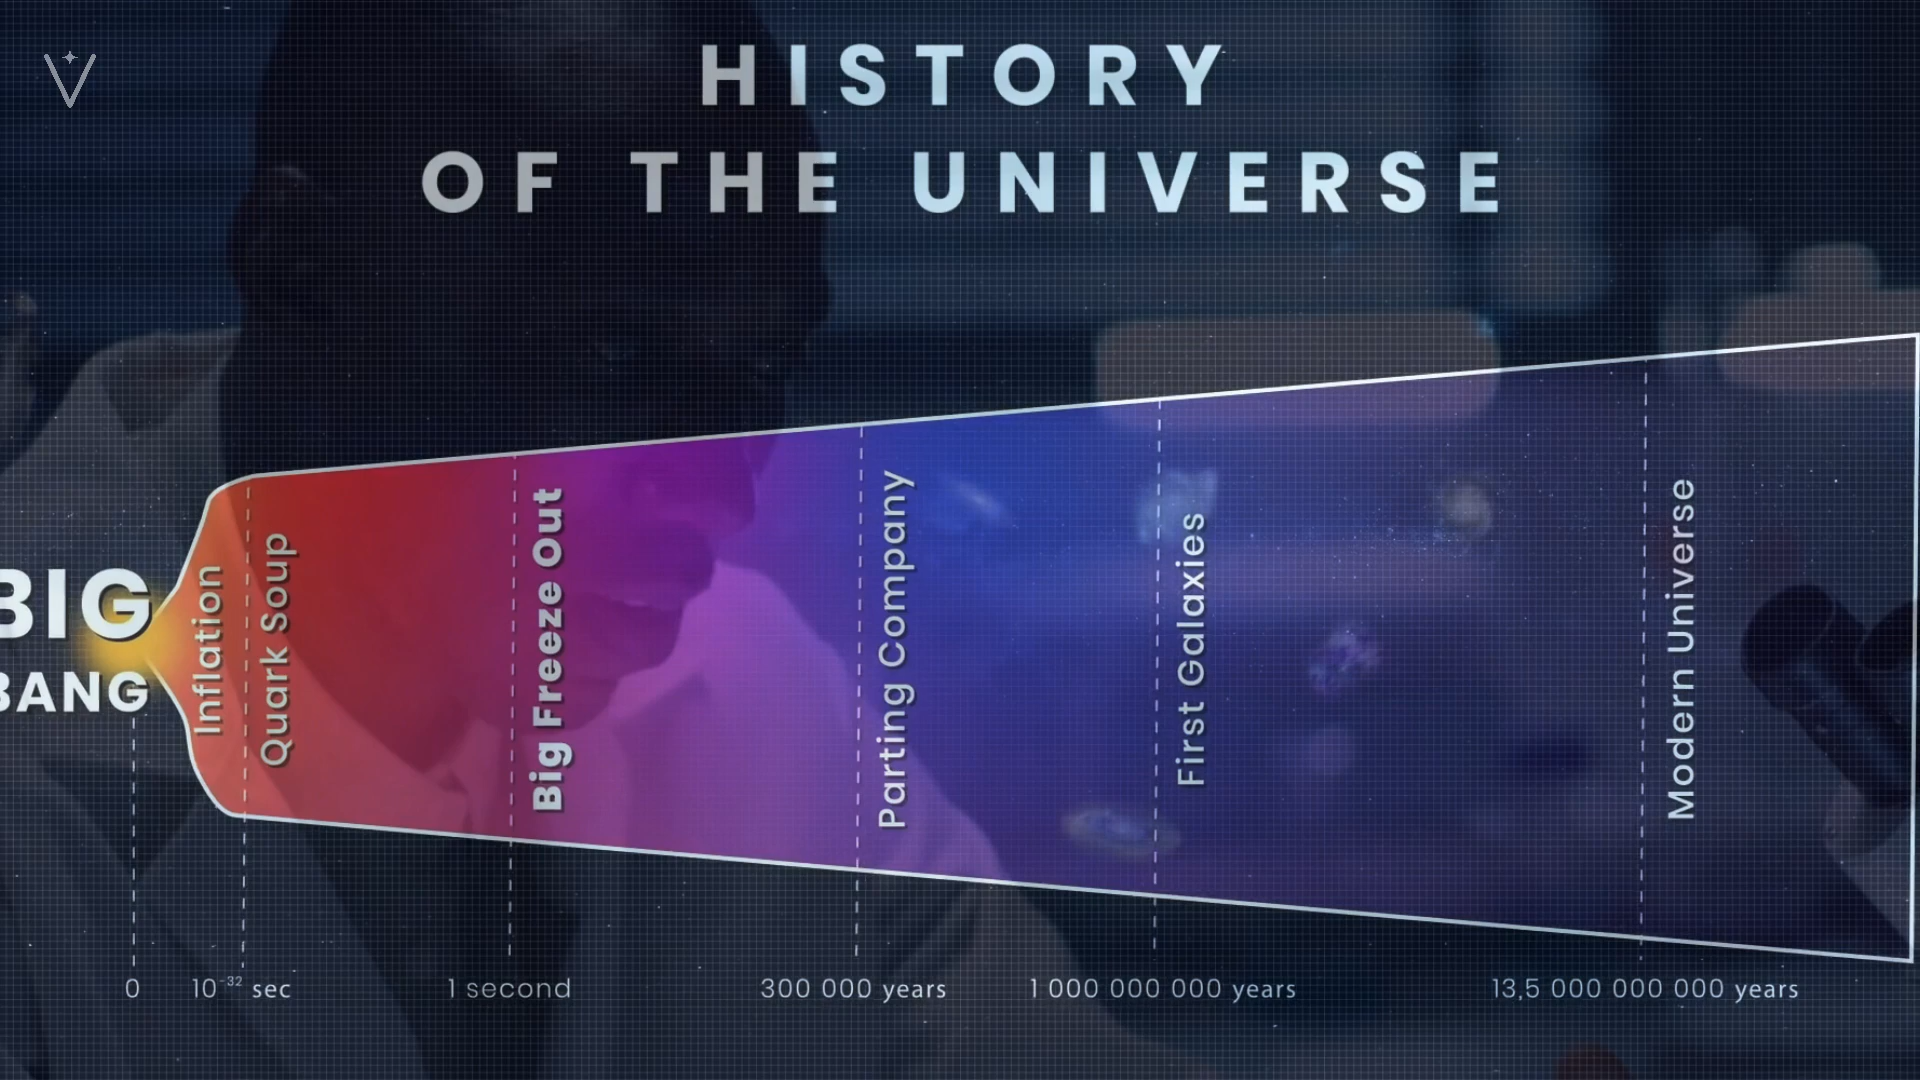 HISTORY
OF THE UNIVERSE
BIG
BANG
Inflation
Quark Soup
Big Freeze Out
Parting Company
First Galaxies
Modern Universe
0
10⁻³² sec
1 second
300 000 years
1 000 000 000 years
13,5 000 000 000 000 years